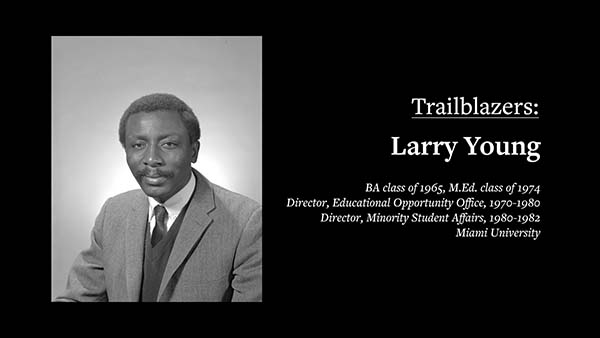 Trailblazers:
Larry Young
BA class of 1965, M.Ed. class of 1974
Director, Educational Opportunity Office, 1970-1980
Director, Minority Student Affairs, 1980-1982
Miami University